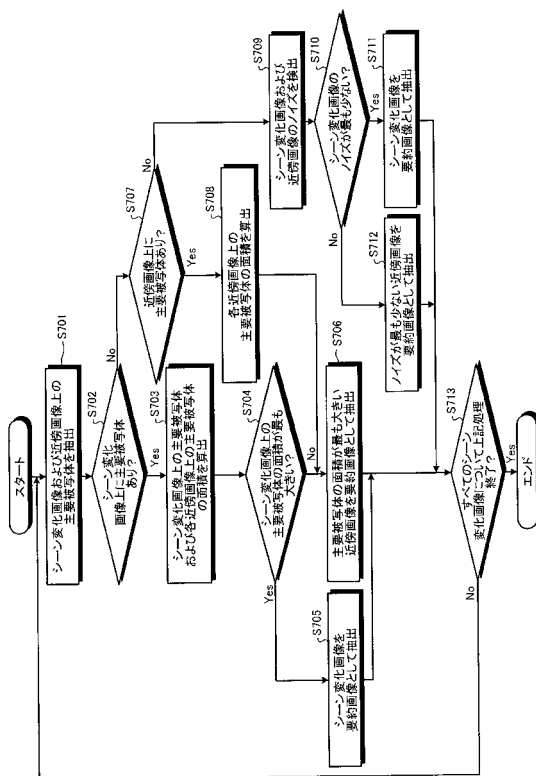 スタート
S701
シーン変化画像および近傍画像上の
主要被写体を抽出
S702
シーン変化
画像上に主要被写体
あり?
No
Yes
S703
シーン変化画像上の主要被写体
および各近傍画像上の主要被写体
の面積を算出
S704
シーン変化画像上の
主要被写体の面積が最も
大きい?
Yes
No
S705
シーン変化画像を
要約画像として抽出
S706
主要被写体の面積が最も大きい
近傍画像を要約画像として抽出
S707
近傍画像上に
主要被写体あり?
No
Yes
S708
各近傍画像上の
主要被写体の面積を算出
S709
シーン変化画像および
近傍画像のノイズを検出
S710
シーン変化画像の
ノイズが最も少ない?
No
Yes
S711
シーン変化画像を
要約画像として抽出
S712
ノイズが最も少ない近傍画像を
要約画像として抽出
S713
すべてのシーン
変化画像について上記処理
終了?
No
Yes
エンド